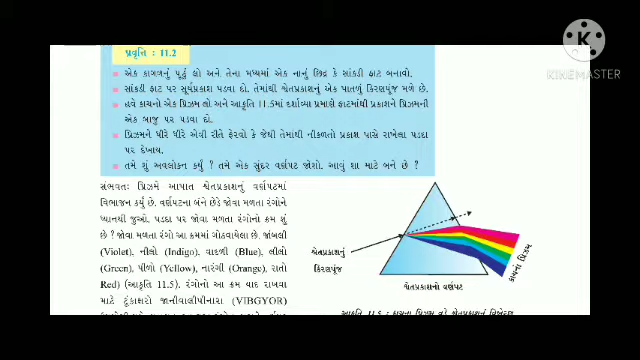 પ્રવૃત્તિ : 11.2
એક કાગળનું પૂઠું લો અને તેના મધ્યમાં એક નાનું છિદ્ર કે સાંકડી ફાટ બનાવો.
સાંકડી ફાટ પર સૂર્યપ્રકાશ પડવા દો. તેમાંથી શ્વેતપ્રકાશનું એક પાતળું કિરણપૂંજ મળે છે.
હવે કાચનો એક પ્રિઝમ લો અને આકૃતિ 11.5માં દર્શાવ્યા પ્રમાણે ફાટમાંથી પ્રકાશને પ્રિઝમની
એક બાજુ પર પડવા દો.
પ્રિઝમને ધીરે ધીરે એવી રીતે ફેરવો કે જેથી તેમાંથી નીકળતો પ્રકાશ પાસે રાખેલા પડદા
પર દેખાય.
તમે શું અવલોકન કર્યું ? તમે એક સુંદર વર્ણપટ જોશો. આવું શા માટે બને છે ?
સંભવતઃ પ્રિઝમે આપાત શ્વેતપ્રકાશનું વર્ણપટમાં
વિભાજન કર્યું છે. વર્ણપટના બંને છેડે જોવા મળતા રંગોને
ધ્યાનથી જુઓ. પડદા પર જોવા મળતા રંગોનો ક્રમ શું
છે ? જોવા મળતા રંગો આ ક્રમમાં ગોઠવાયેલા છે. જાંબલી
(Violet), નીલો (Indigo), વાદળી (Blue), લીલો
(Green), પીળો (Yellow), નારંગી (Orange), રાતો
Red) (આકૃતિ 11.5). રંગોનો આ ક્રમ યાદ રાખવા
માટે ટૂંકાક્ષરો જાનીવાલીપીનારા (VIBGYOR)
શ્વેતપ્રકાશનું
કિરણપૂંજ
કાચનો પ્રિઝમ
શ્વેતપ્રકાશનો વર્ણપટ
KINEMASTER